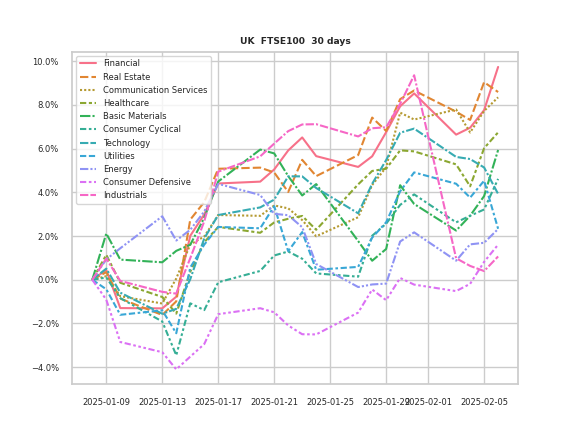 UK FTSE100 30 days
10.0%
8.0%
6.0%
4.0%
2.0%
0.0%
−2.0%
−4.0%
Financial
Real Estate
Communication Services
Healthcare
Basic Materials
Consumer Cyclical
Technology
Utilities
Energy
Consumer Defensive
Industrials
2025-01-09 2025-01-13 2025-01-17 2025-01-21 2025-01-25 2025-01-29 2025-02-01 2025-02-05